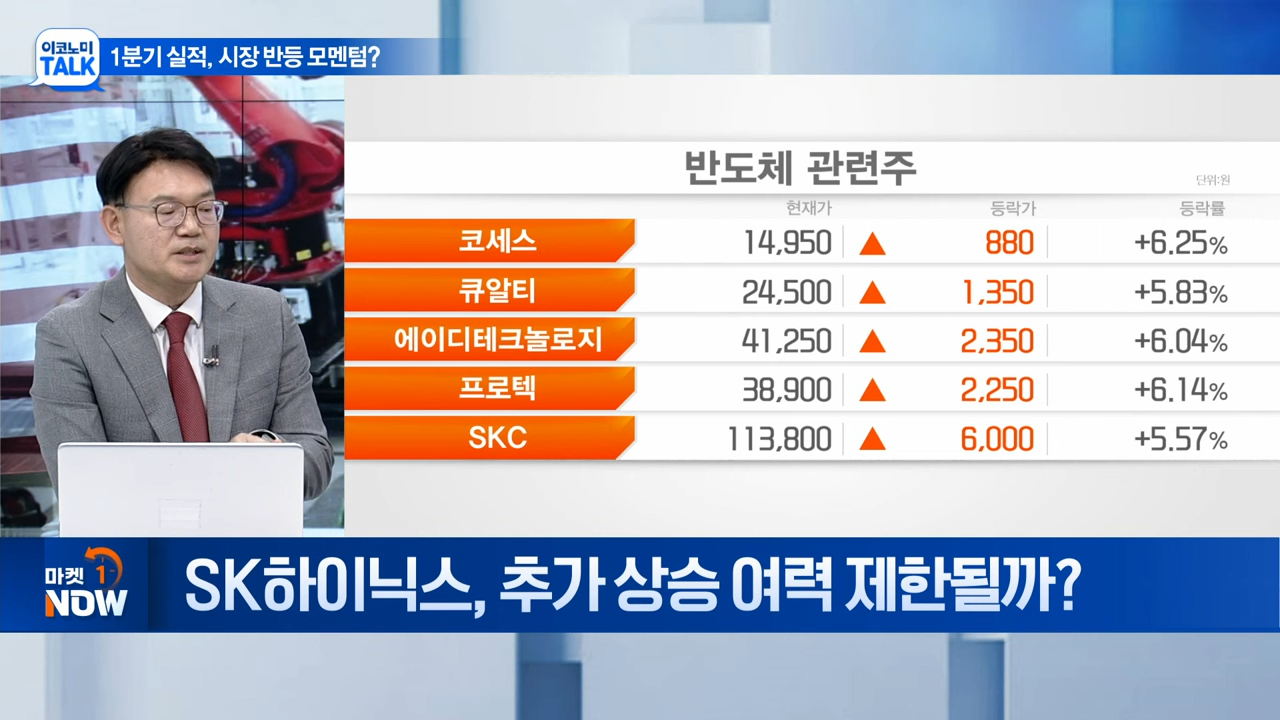 이코노미
TALK
1분기 실적, 시장 반등 모멘텀?
반도체 관련주
단위:원
현재가 등락가 등락률
코세스 14,950 ▲ 880 +6.25%
큐알티 24,500 ▲ 1,350 +5.83%
에이디테크놀로지 41,250 ▲ 2,350 +6.04%
프로텍 38,900 ▲ 2,250 +6.14%
SKC 113,800 ▲ 6,000 +5.57%
마켓 1
NOW
SK하이닉스, 추가 상승 여력 제한될까?